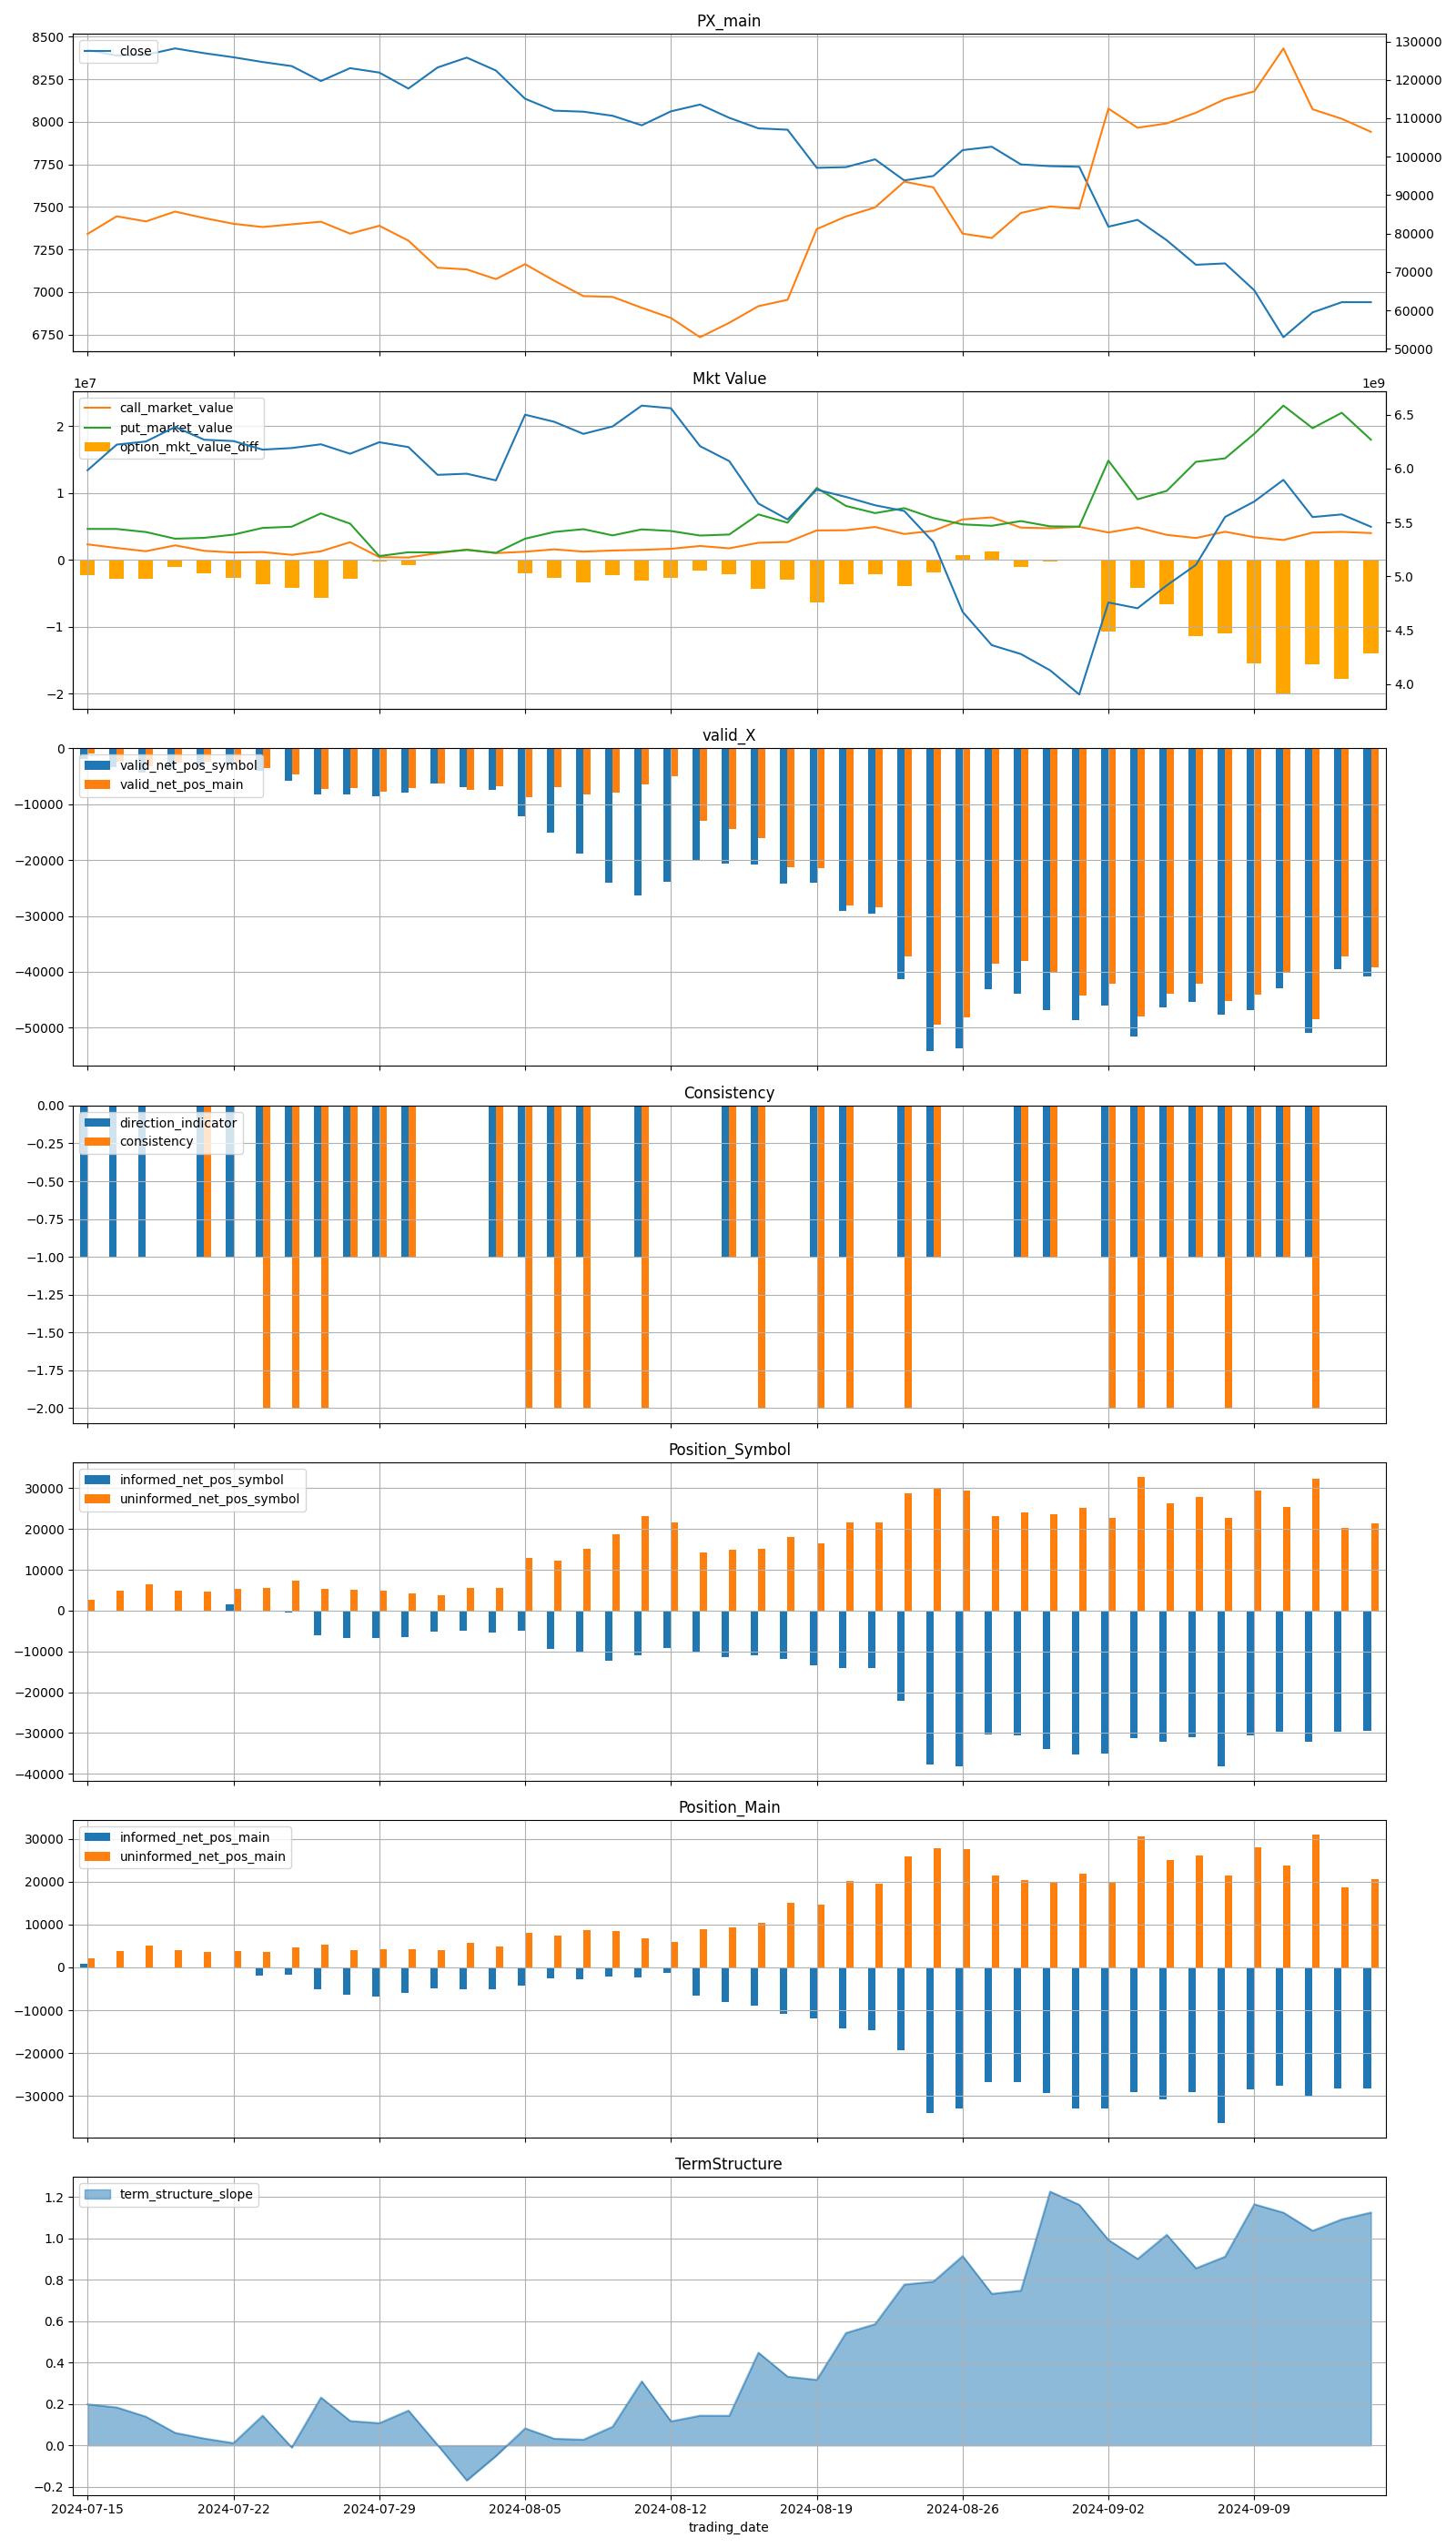 PX_main
close
8500
8250
8000
7750
7500
7250
7000
6750
130000
120000
110000
100000
90000
80000
70000
60000
50000
Mkt Value
1e7
1e9
call_market_value
put_market_value
option_mkt_value_diff
2
1
0
−1
−2
6.5
6.0
5.5
5.0
4.5
4.0
valid_X
valid_net_pos_symbol
valid_net_pos_main
0
−10000
−20000
−30000
−40000
−50000
Consistency
direction_indicator
consistency
0.00
−0.25
−0.50
−0.75
−1.00
−1.25
−1.50
−1.75
−2.00
Position_Symbol
informed_net_pos_symbol
uninformed_net_pos_symbol
30000
20000
10000
0
−10000
−20000
−30000
−40000
Position_Main
informed_net_pos_main
uninformed_net_pos_main
30000
20000
10000
0
−10000
−20000
−30000
TermStructure
term_structure_slope
1.2
1.0
0.8
0.6
0.4
0.2
0.0
−0.2
2024-07-15 2024-07-22 2024-07-29 2024-08-05 2024-08-12 2024-08-19 2024-08-26 2024-09-02 2024-09-09
trading_date